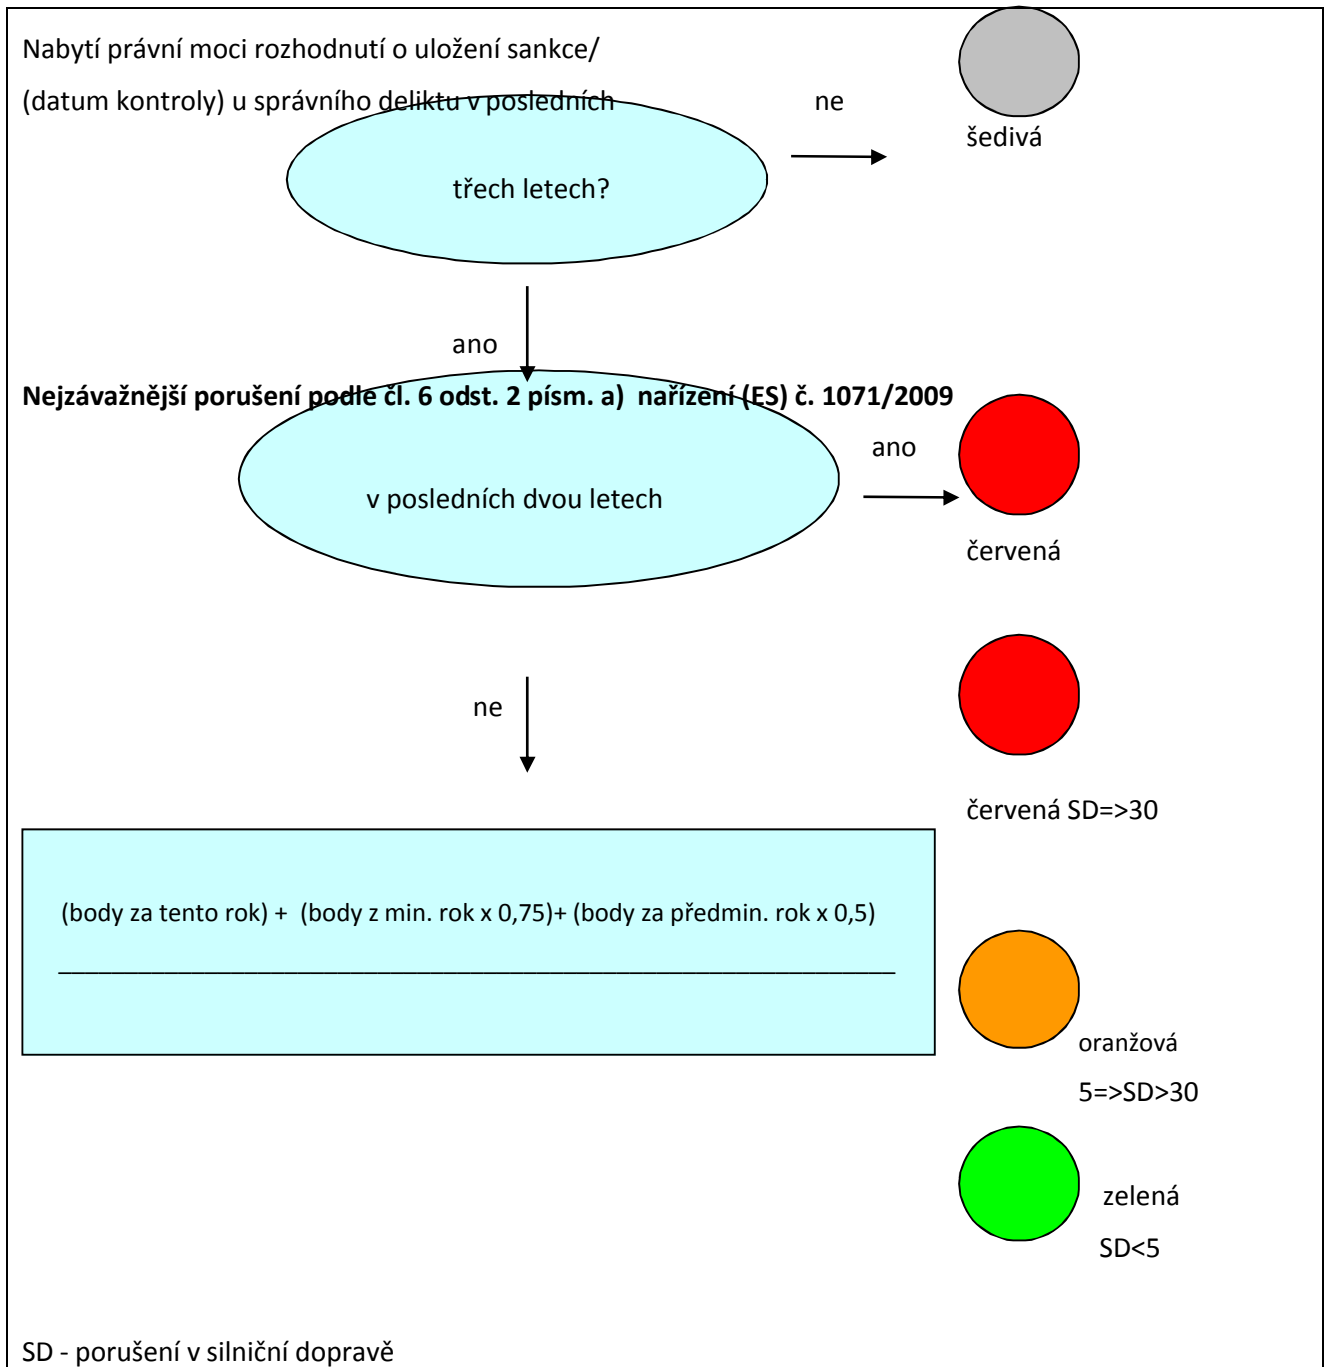 Nabytí právní moci rozhodnutí o uložení sankce/
(datum kontroly) u správního deliktu v posledních
ne
šedivá
třech letech?
ano
Nejzávažnější porušení podle čl. 6 odst. 2 písm. a) nařízení (ES) č. 1071/2009
ano
v posledních dvou letech
červená
ne
červená SD=>30
(body za tento rok) + (body z min. rok x 0,75)+ (body za předmin. rok x 0,5)
oranžová
5=>SD>30
zelená
SD<5
SD - porušení v silniční dopravě